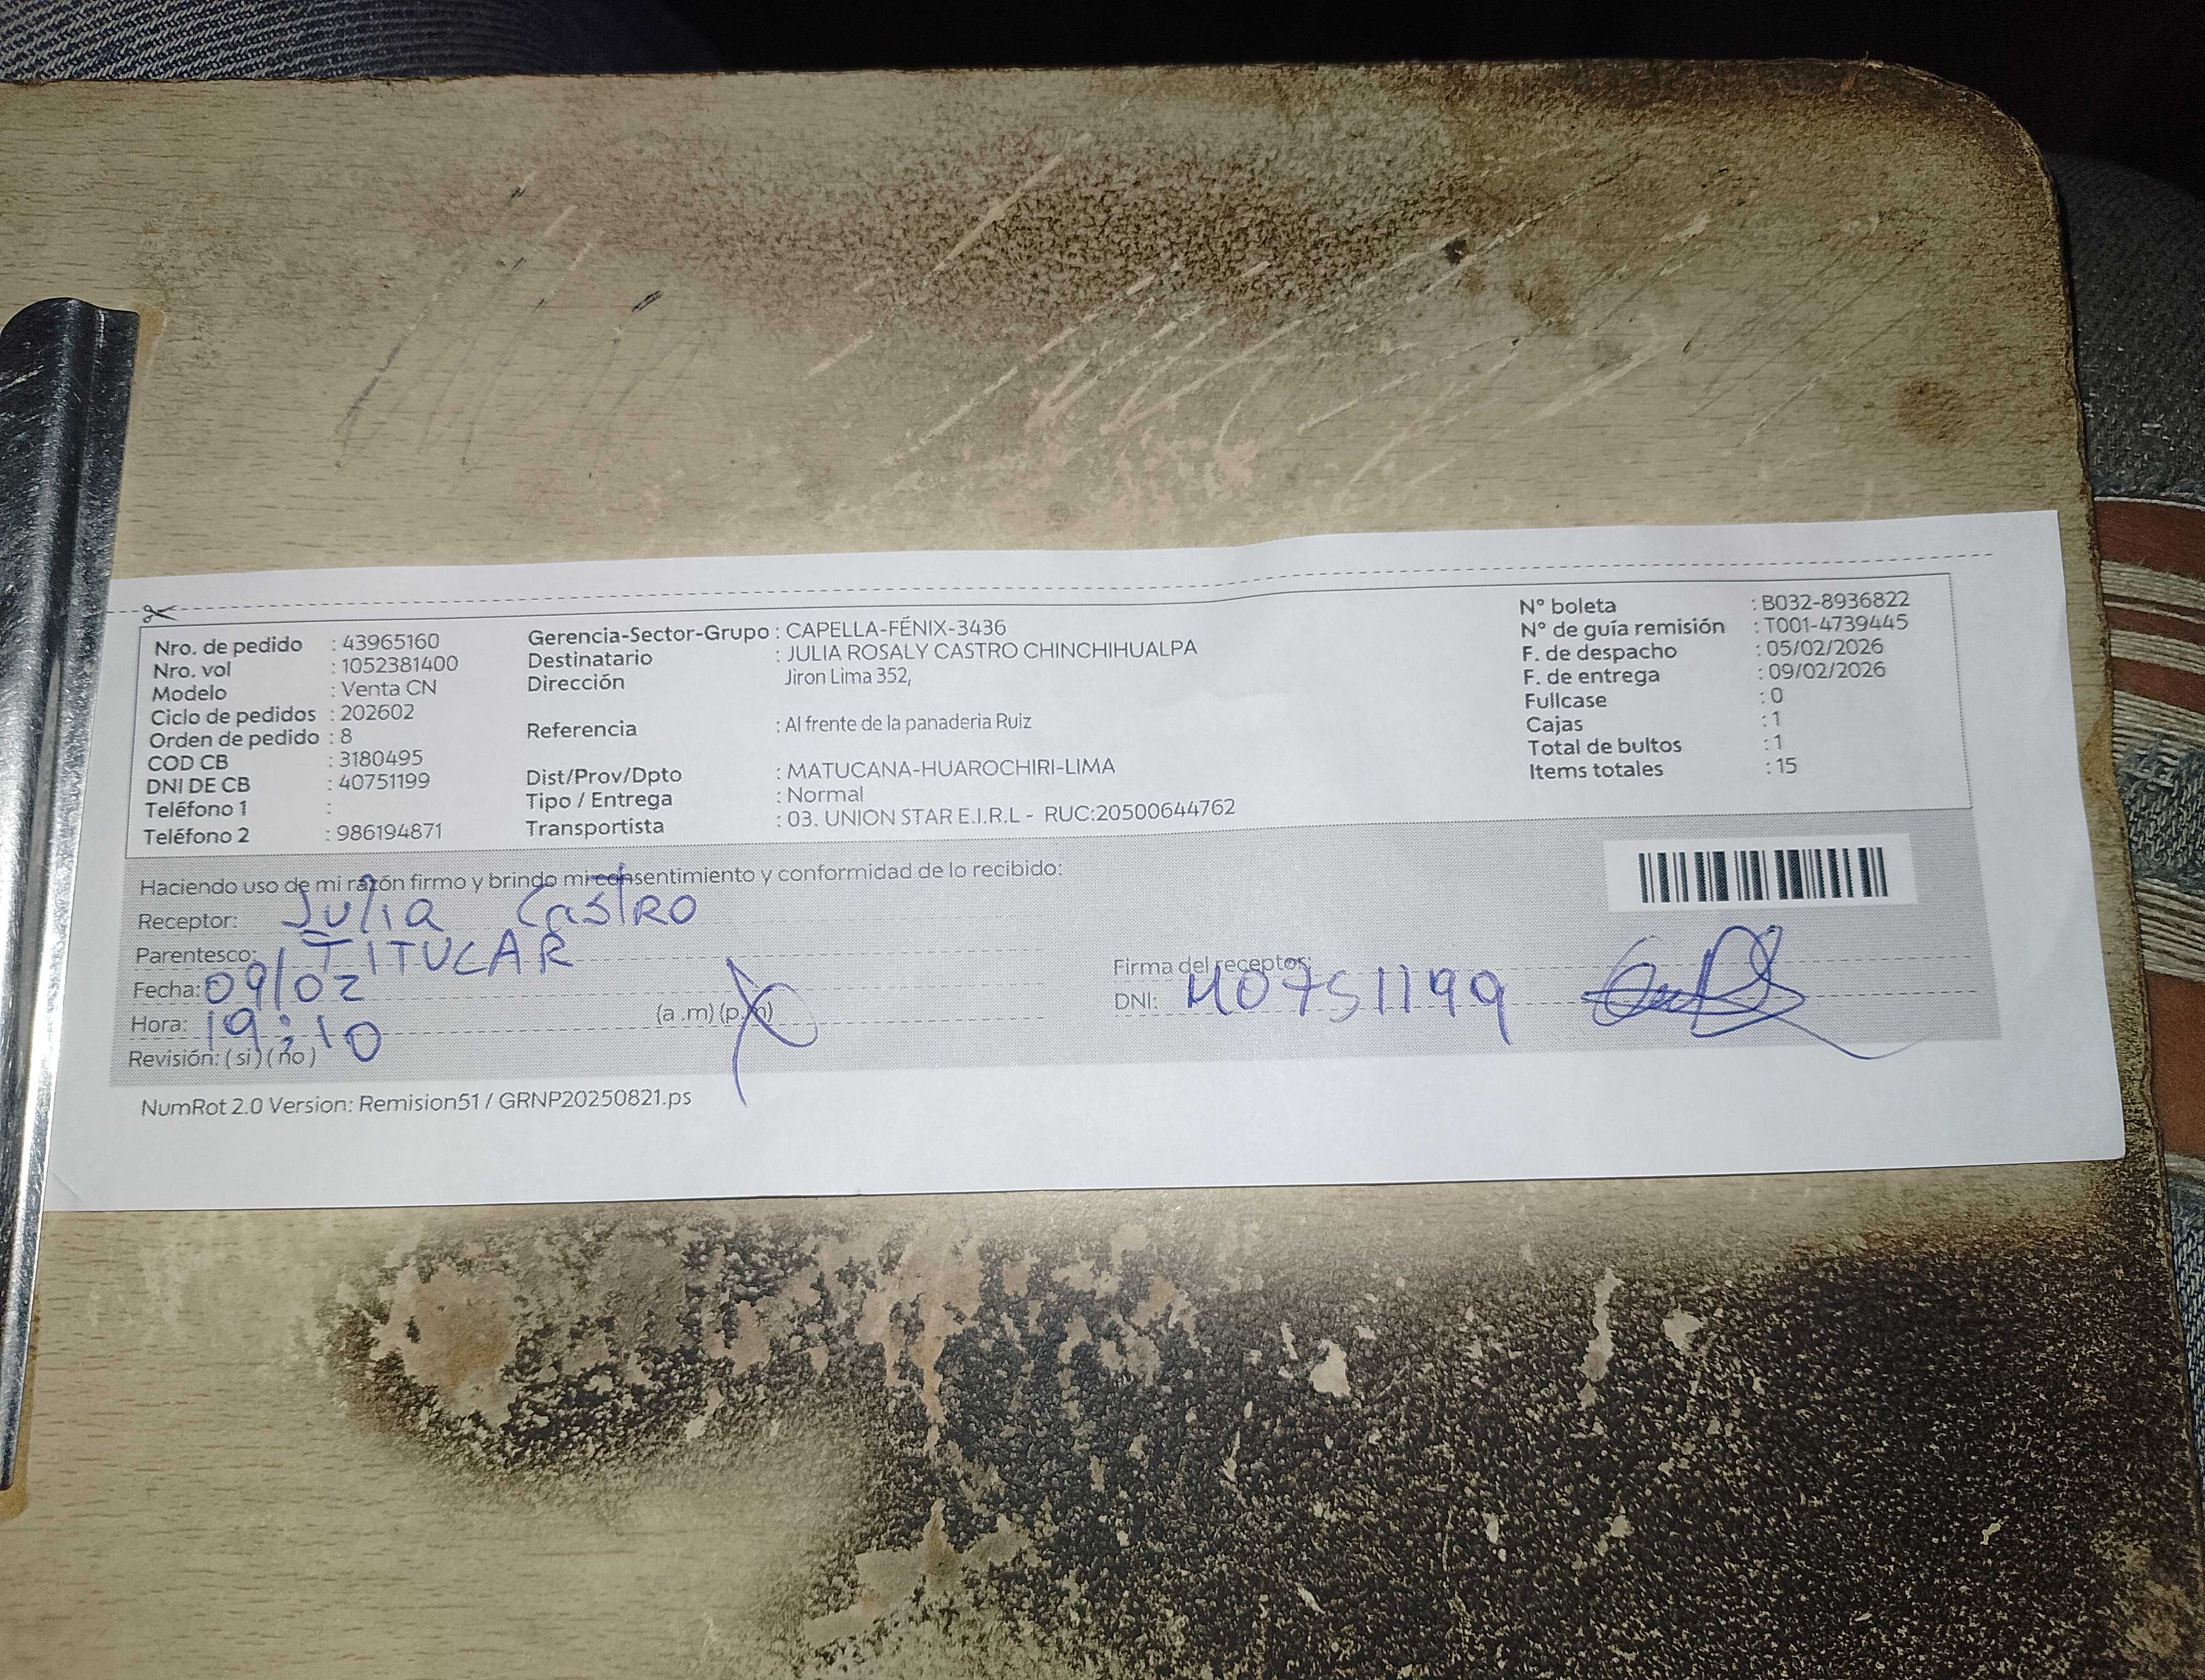 Nro. de pedido : 43965160
Nro. vol : 1052381400
Modelo : Venta CN
Ciclo de pedidos : 202602
Orden de pedido : 8
COD CB : 3180495
DNI DE CB : 40751199
Teléfono 1 :
Teléfono 2 : 986194871
Gerencia-Sector-Grupo : CAPELLA-FÉNIX-3436
Destinatario : JULIA ROSALY CASTRO CHINCHIHUALPA
Dirección Jiron Lima 352,
Referencia : Al frente de la panaderia Ruiz
Dist/Prov/Dpto : MATUCANA-HUAROCHIRI-LIMA
Tipo / Entrega : Normal
Transportista : 03. UNION STAR E.I.R.L - RUC:20500644762
N° boleta : B032-8936822
N° de guía remisión : T001-4739445
F. de despacho : 05/02/2026
F. de entrega : 09/02/2026
Fullcase : 0
Cajas : 1
Total de bultos : 1
Items totales : 15
Haciendo uso de mi razón firmo y brindo mi consentimiento y conformidad de lo recibido:
Receptor: Julia Castro
Parentesco: TITULAR
Fecha: 09/02
Hora: 19:10 (a .m) (p.m)
Revisión: ( si ) ( no )
Firma del receptor:
DNI: 40751199
NumRot 2.0 Version: Remision51 / GRNP20250821.ps